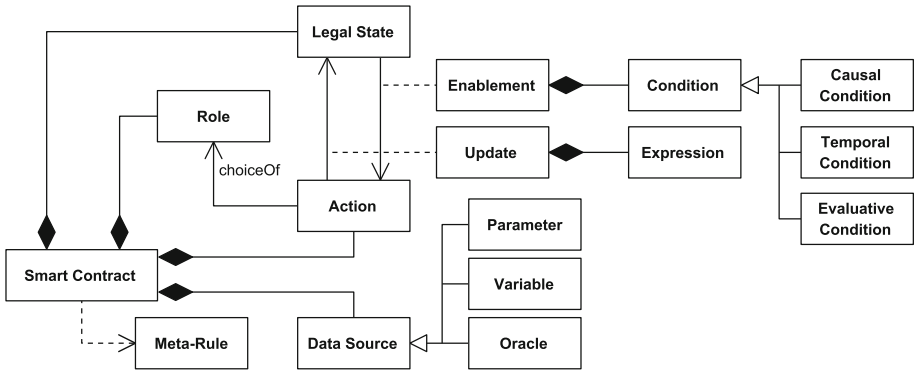 Legal State
Enablement
Condition
Causal
Condition
Role
Update
Expression
Temporal
Condition
choiceOf
Action
Parameter
Evaluative
Condition
Smart Contract
Variable
Meta-Rule
Data Source
Oracle